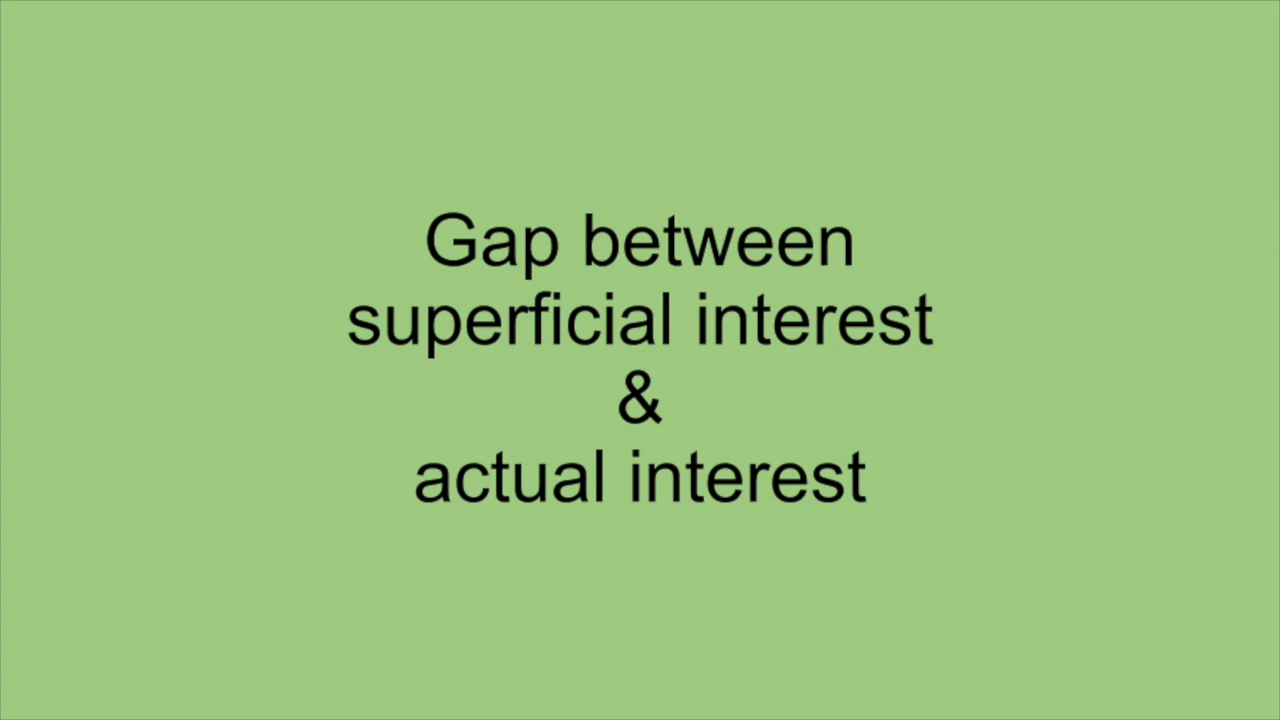 Gap between
superficial interest
&
actual interest